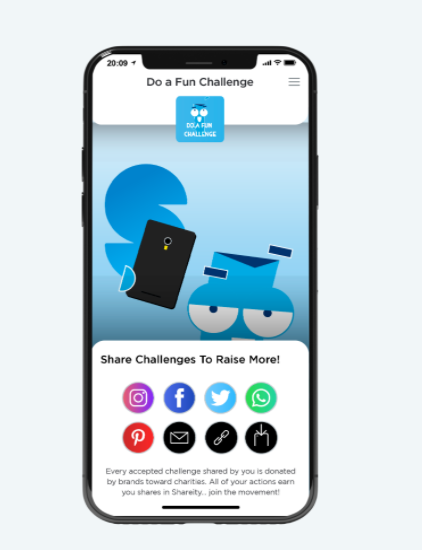 20:09
Do a Fun Challenge
DO A FUN
CHALLENGE
Share Challenges To Raise More!
Every accepted challenge shared by you is donated
by brands toward charities. All of your actions earn
you shares in Shareity... join the movement!